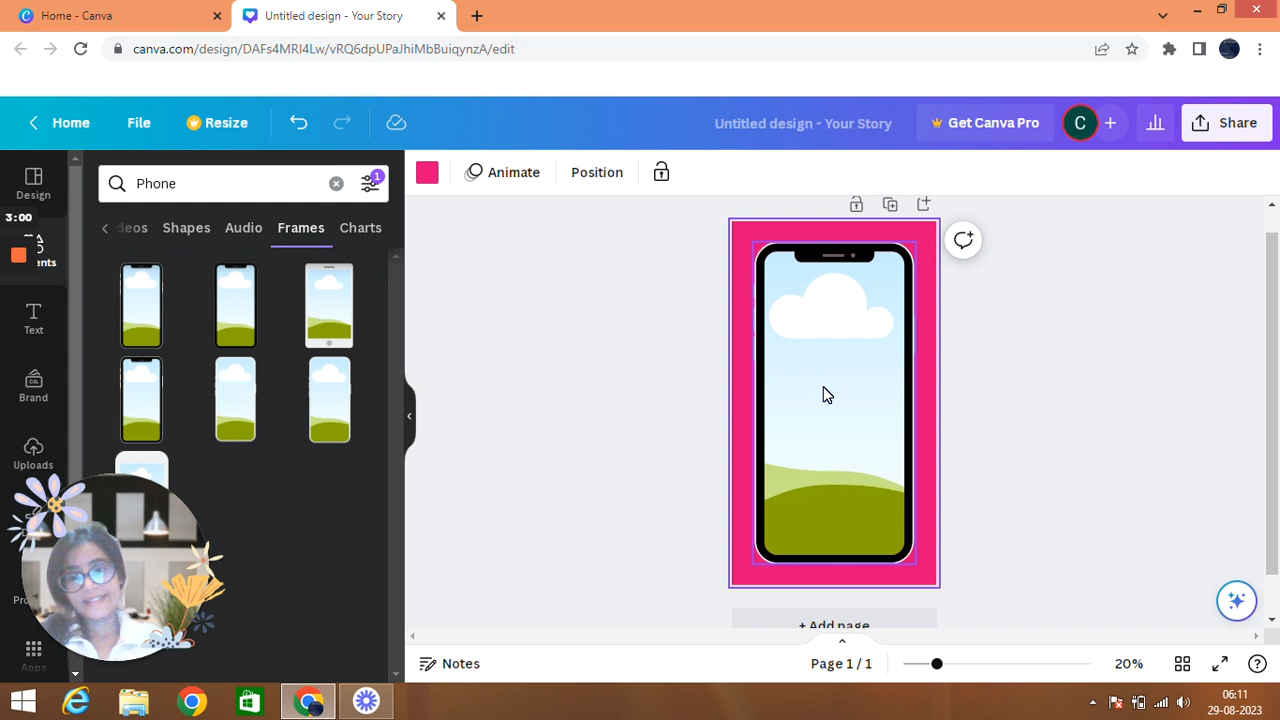 Home - Canva
Untitled design - Your Story
canva.com/design/DAFs4MRI4Lw/vRQ6dpUPaJhiMbBuiqynzA/edit
Home
File
Resize
Untitled design - Your Story
Get Canva Pro
C
Share
Design
Phone
1
Animate
Position
3:00
deos
Shapes
Audio
Frames
Charts
ents
Text
Brand
Uploads
Apps
+ Add page
Notes
Page 1 / 1
20%
06:11
29-08-2023